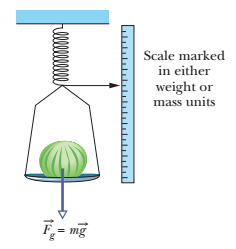 Scale marked
in either
weight or
mass units
F⃗g = mg⃗